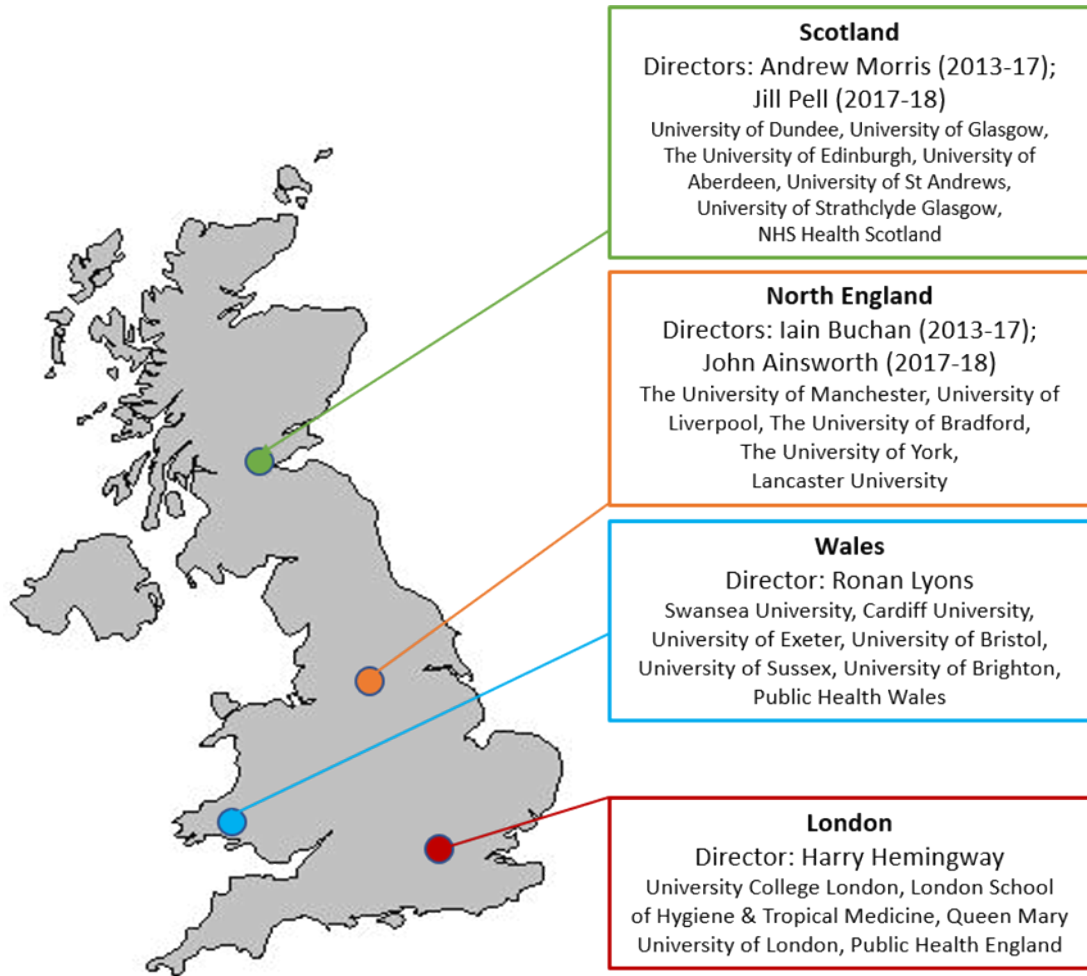 Scotland
Directors: Andrew Morris (2013-17);
Jill Pell (2017-18)
University of Dundee, University of Glasgow,
The University of Edinburgh, University of
Aberdeen, University of St Andrews,
University of Strathclyde Glasgow,
NHS Health Scotland
North England
Directors: Iain Buchan (2013-17);
John Ainsworth (2017-18)
The University of Manchester, University of
Liverpool, The University of Bradford,
The University of York,
Lancaster University
Wales
Director: Ronan Lyons
Swansea University, Cardiff University,
University of Exeter, University of Bristol,
University of Sussex, University of Brighton,
Public Health Wales
London
Director: Harry Hemingway
University College London, London School
of Hygiene & Tropical Medicine, Queen Mary
University of London, Public Health England